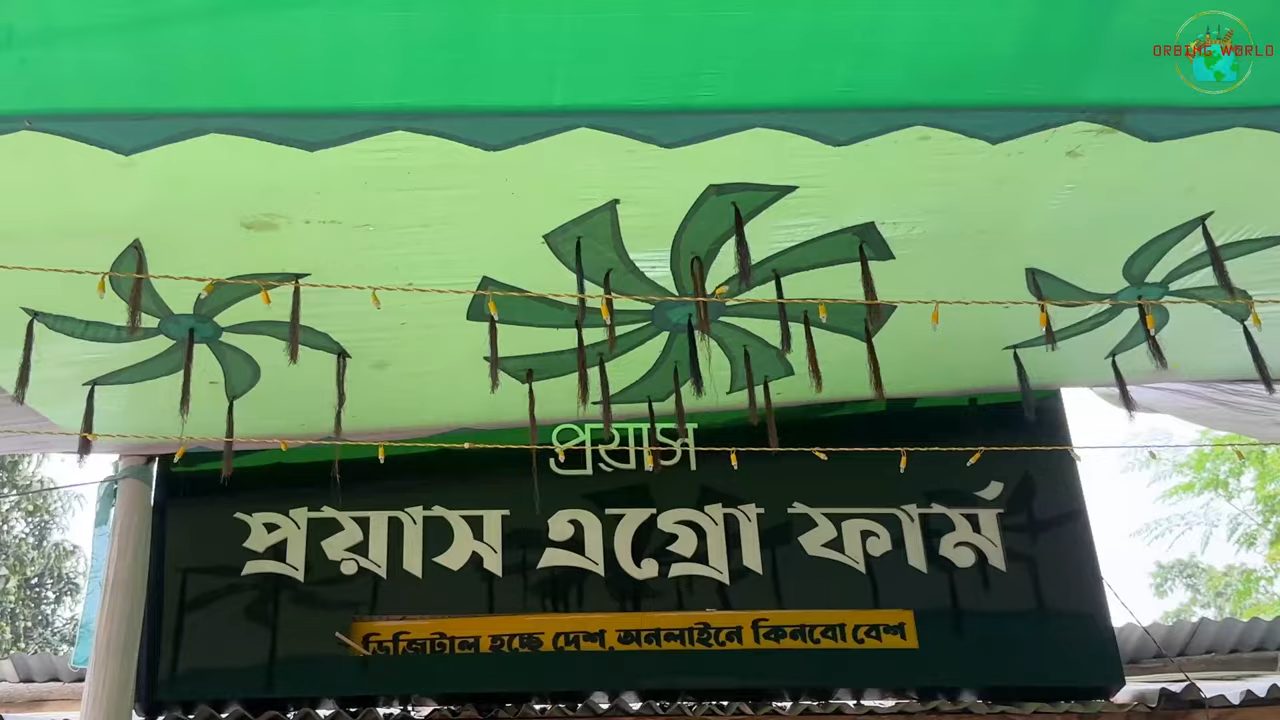 ORBING WORLD
প্রয়াস
প্রয়াস এগ্রো ফার্ম
ডিজিটাল হচ্ছে দেশ, অনলাইনে কিনবো বেশ